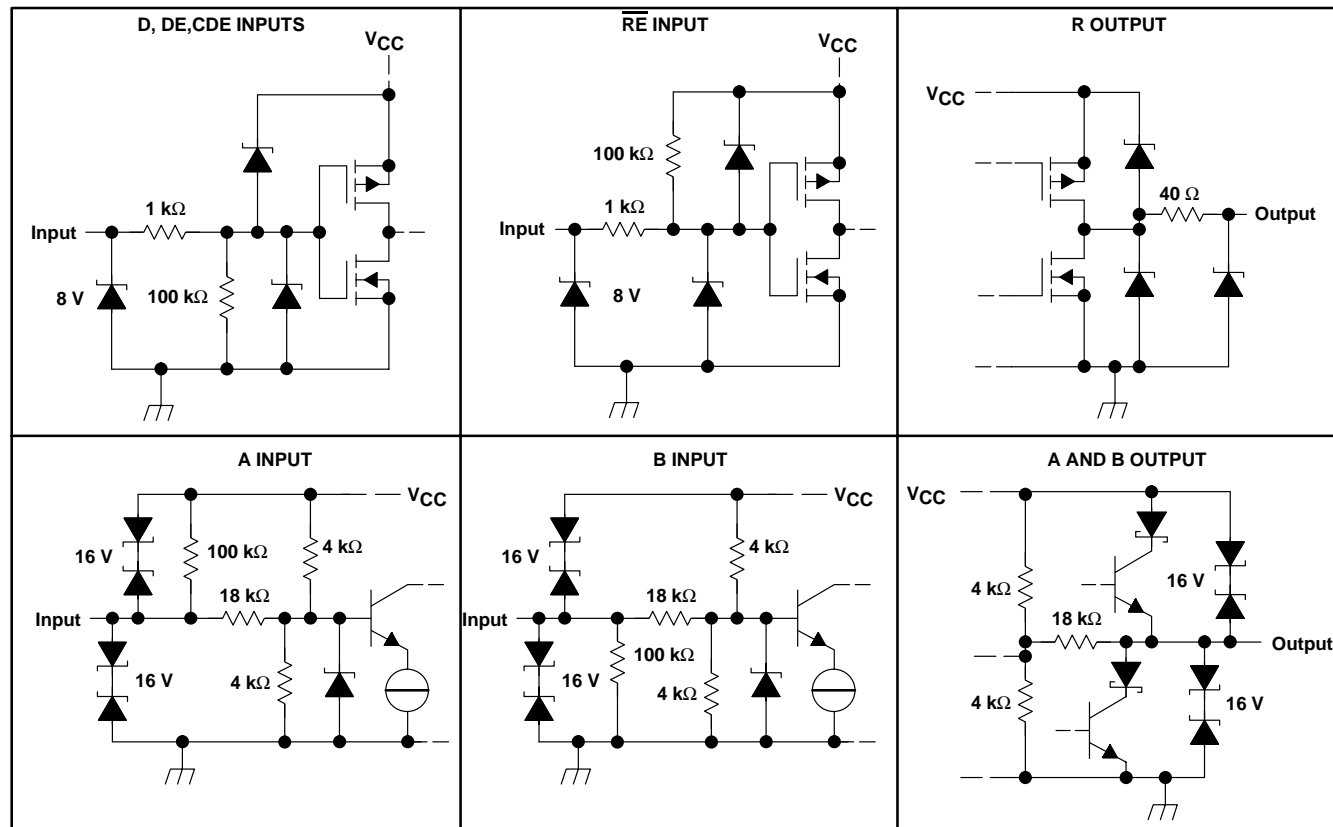 D, DE,CDE INPUTS
VCC
1 kΩ
Input
8 V
100 kΩ
RE INPUT
VCC
100 kΩ
1 kΩ
Input
8 V
R OUTPUT
VCC
40 Ω
Output
A INPUT
VCC
16 V
100 kΩ
4 kΩ
18 kΩ
Input
16 V
4 kΩ
B INPUT
VCC
16 V
4 kΩ
18 kΩ
Input
100 kΩ
16 V
4 kΩ
A AND B OUTPUT
VCC
4 kΩ
16 V
18 kΩ
Output
4 kΩ
16 V